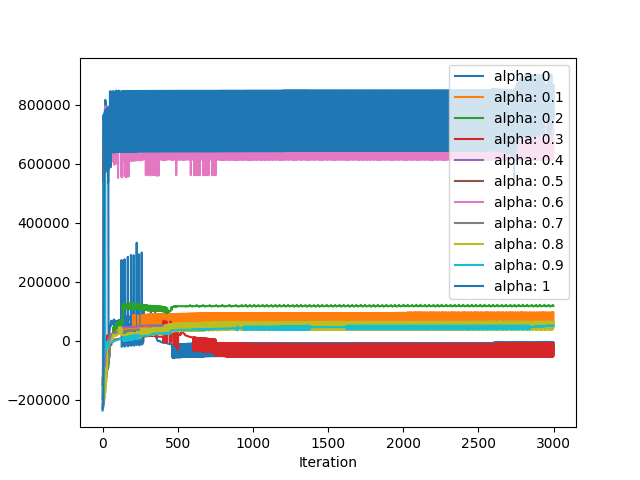 800000
600000
400000
200000
0
−200000
0
500
1000
1500
2000
2500
3000
Iteration
alpha: 0
alpha: 0.1
alpha: 0.2
alpha: 0.3
alpha: 0.4
alpha: 0.5
alpha: 0.6
alpha: 0.7
alpha: 0.8
alpha: 0.9
alpha: 1